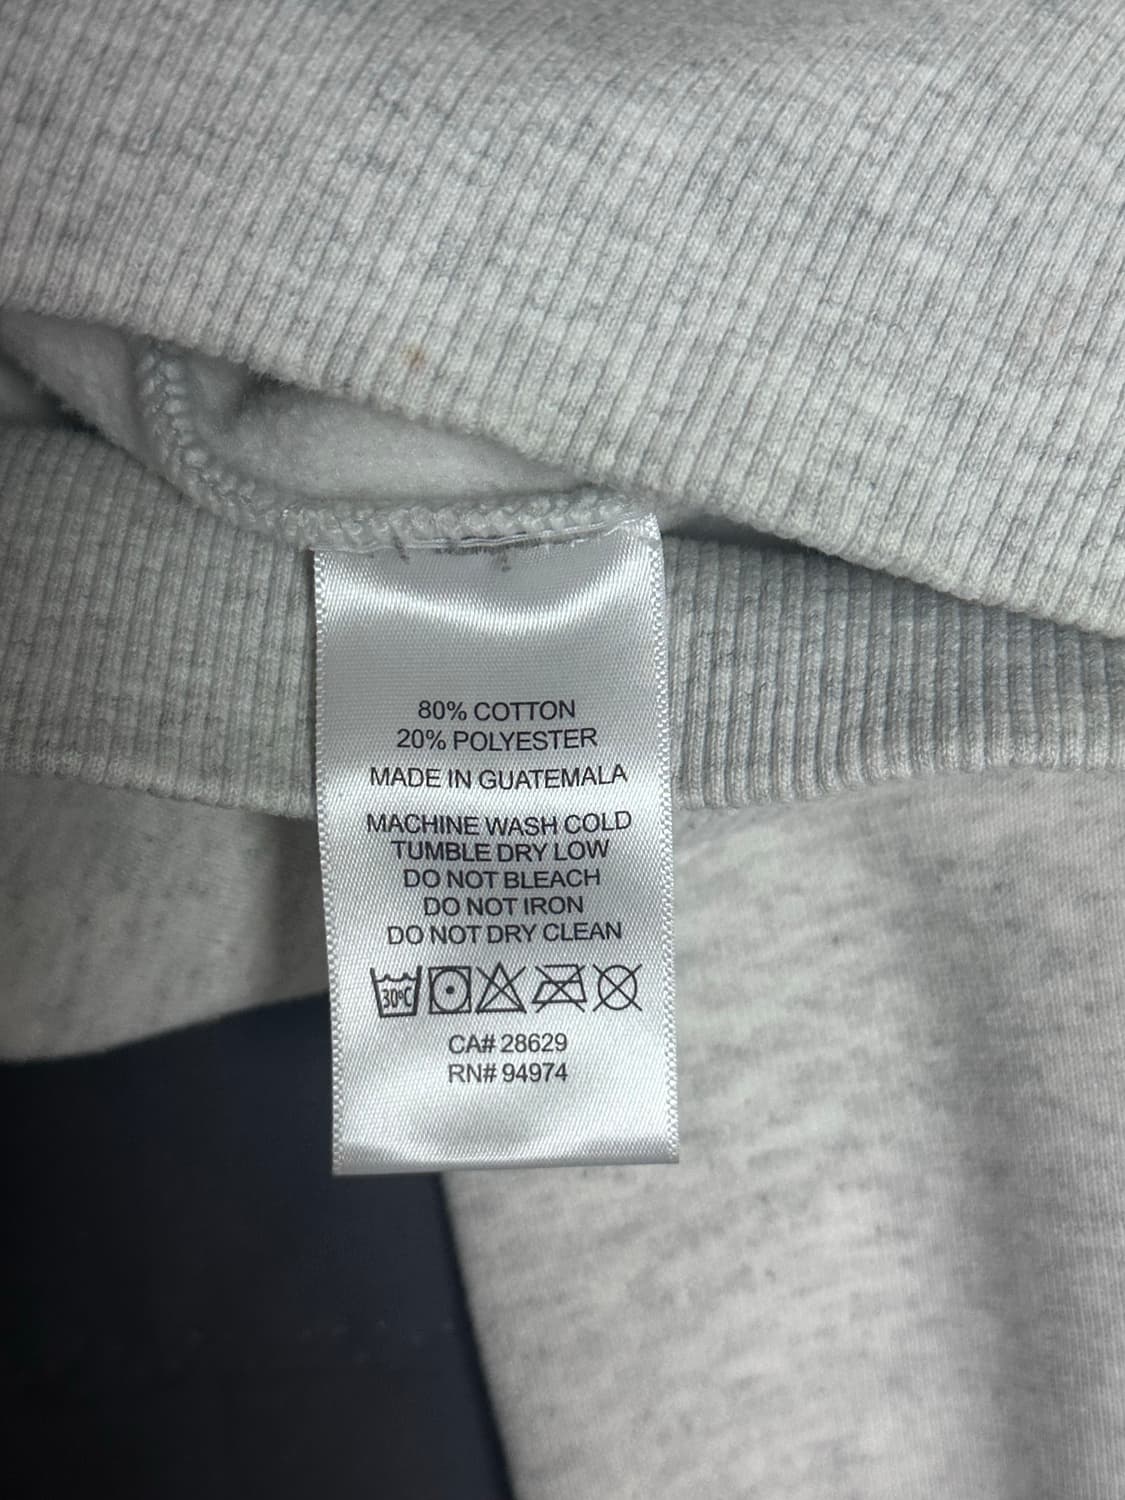 80% COTTON
20% POLYESTER
MADE IN GUATEMALA
MACHINE WASH COLD
TUMBLE DRY LOW
DO NOT BLEACH
DO NOT IRON
DO NOT DRY CLEAN
30°C
CA# 28629
RN# 94974